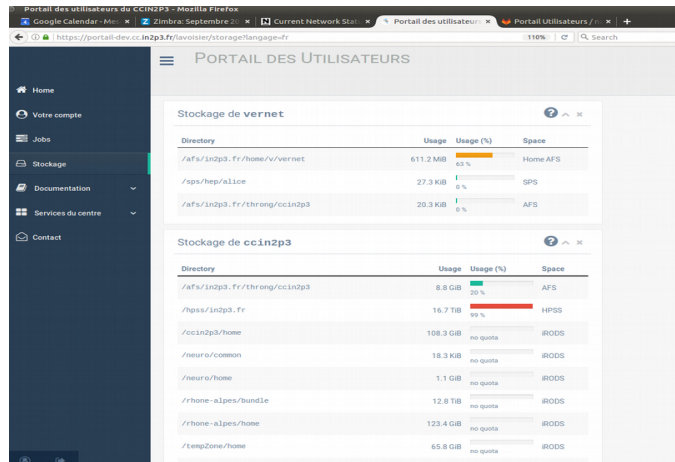 Portail des utilisateurs du CCIN2P3 - Mozilla Firefox
Google Calendar - Me
Zimbra: Septembre 20
Current Network Stat
Portail des utilisateur
Portail Utilisateurs / n
https://portail-dev.cc.in2p3.fr/lavoisier/storage?langage=fr
110%
Search
PORTAIL DES UTILISATEURS
Home
Votre compte
Jobs
Stockage
Documentation
Services du centre
Contact
Stockage de vernet
Directory Usage Usage (%) Space
/afs/in2p3.fr/home/v/vernet 611.2 MiB 63 % Home AFS
/sps/hep/alice 27.3 KiB 0 % SPS
/afs/in2p3.fr/throng/ccin2p3 20.3 KiB 0 % AFS
Stockage de ccin2p3
Directory Usage Usage (%) Space
/afs/in2p3.fr/throng/ccin2p3 8.8 GiB 20 % AFS
/hpss/in2p3.fr 16.7 TiB 99 % HPSS
/ccin2p3/home 108.3 GiB no quota iRODS
/neuro/common 18.3 KiB no quota iRODS
/neuro/home 1.1 GiB no quota iRODS
/rhone-alpes/bundle 12.8 TiB no quota iRODS
/rhone-alpes/home 123.4 GiB no quota iRODS
/tempZone/home 65.8 GiB no quota iRODS